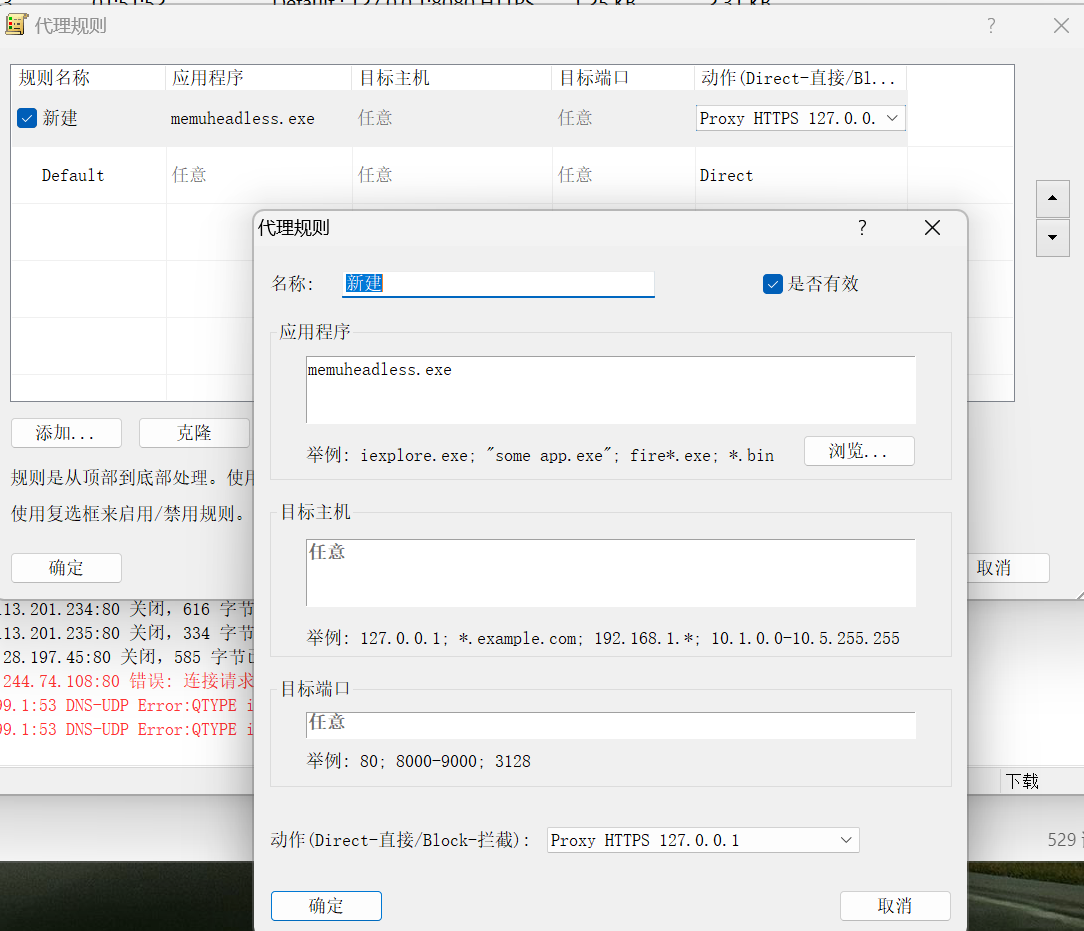 代理规则
规则名称 应用程序 目标主机 目标端口 动作(Direct-直接/Bl...
新建 memuheadless.exe 任意 任意 Proxy HTTPS 127.0.0.
Default 任意 任意 任意 Direct
代理规则
名称: 新建 是否有效
应用程序
memuheadless.exe
举例: iexplore.exe; "some app.exe"; fire*.exe; *.bin
浏览...
目标主机
任意
举例: 127.0.0.1; *.example.com; 192.168.1.*; 10.1.0.0-10.5.255.255
目标端口
任意
举例: 80; 8000-9000; 3128
动作(Direct-直接/Block-拦截): Proxy HTTPS 127.0.0.1
确定 取消
添加... 克隆
规则是从顶部到底部处理。使用
使用复选框来启用/禁用规则。
确定 取消
13.201.234:80 关闭, 616 字节
13.201.235:80 关闭, 334 字节
28.197.45:80 关闭, 585 字节
244.74.108:80 错误: 连接请求
99.1:53 DNS-UDP Error:QTYPE
99.1:53 DNS-UDP Error:QTYPE
下载
529